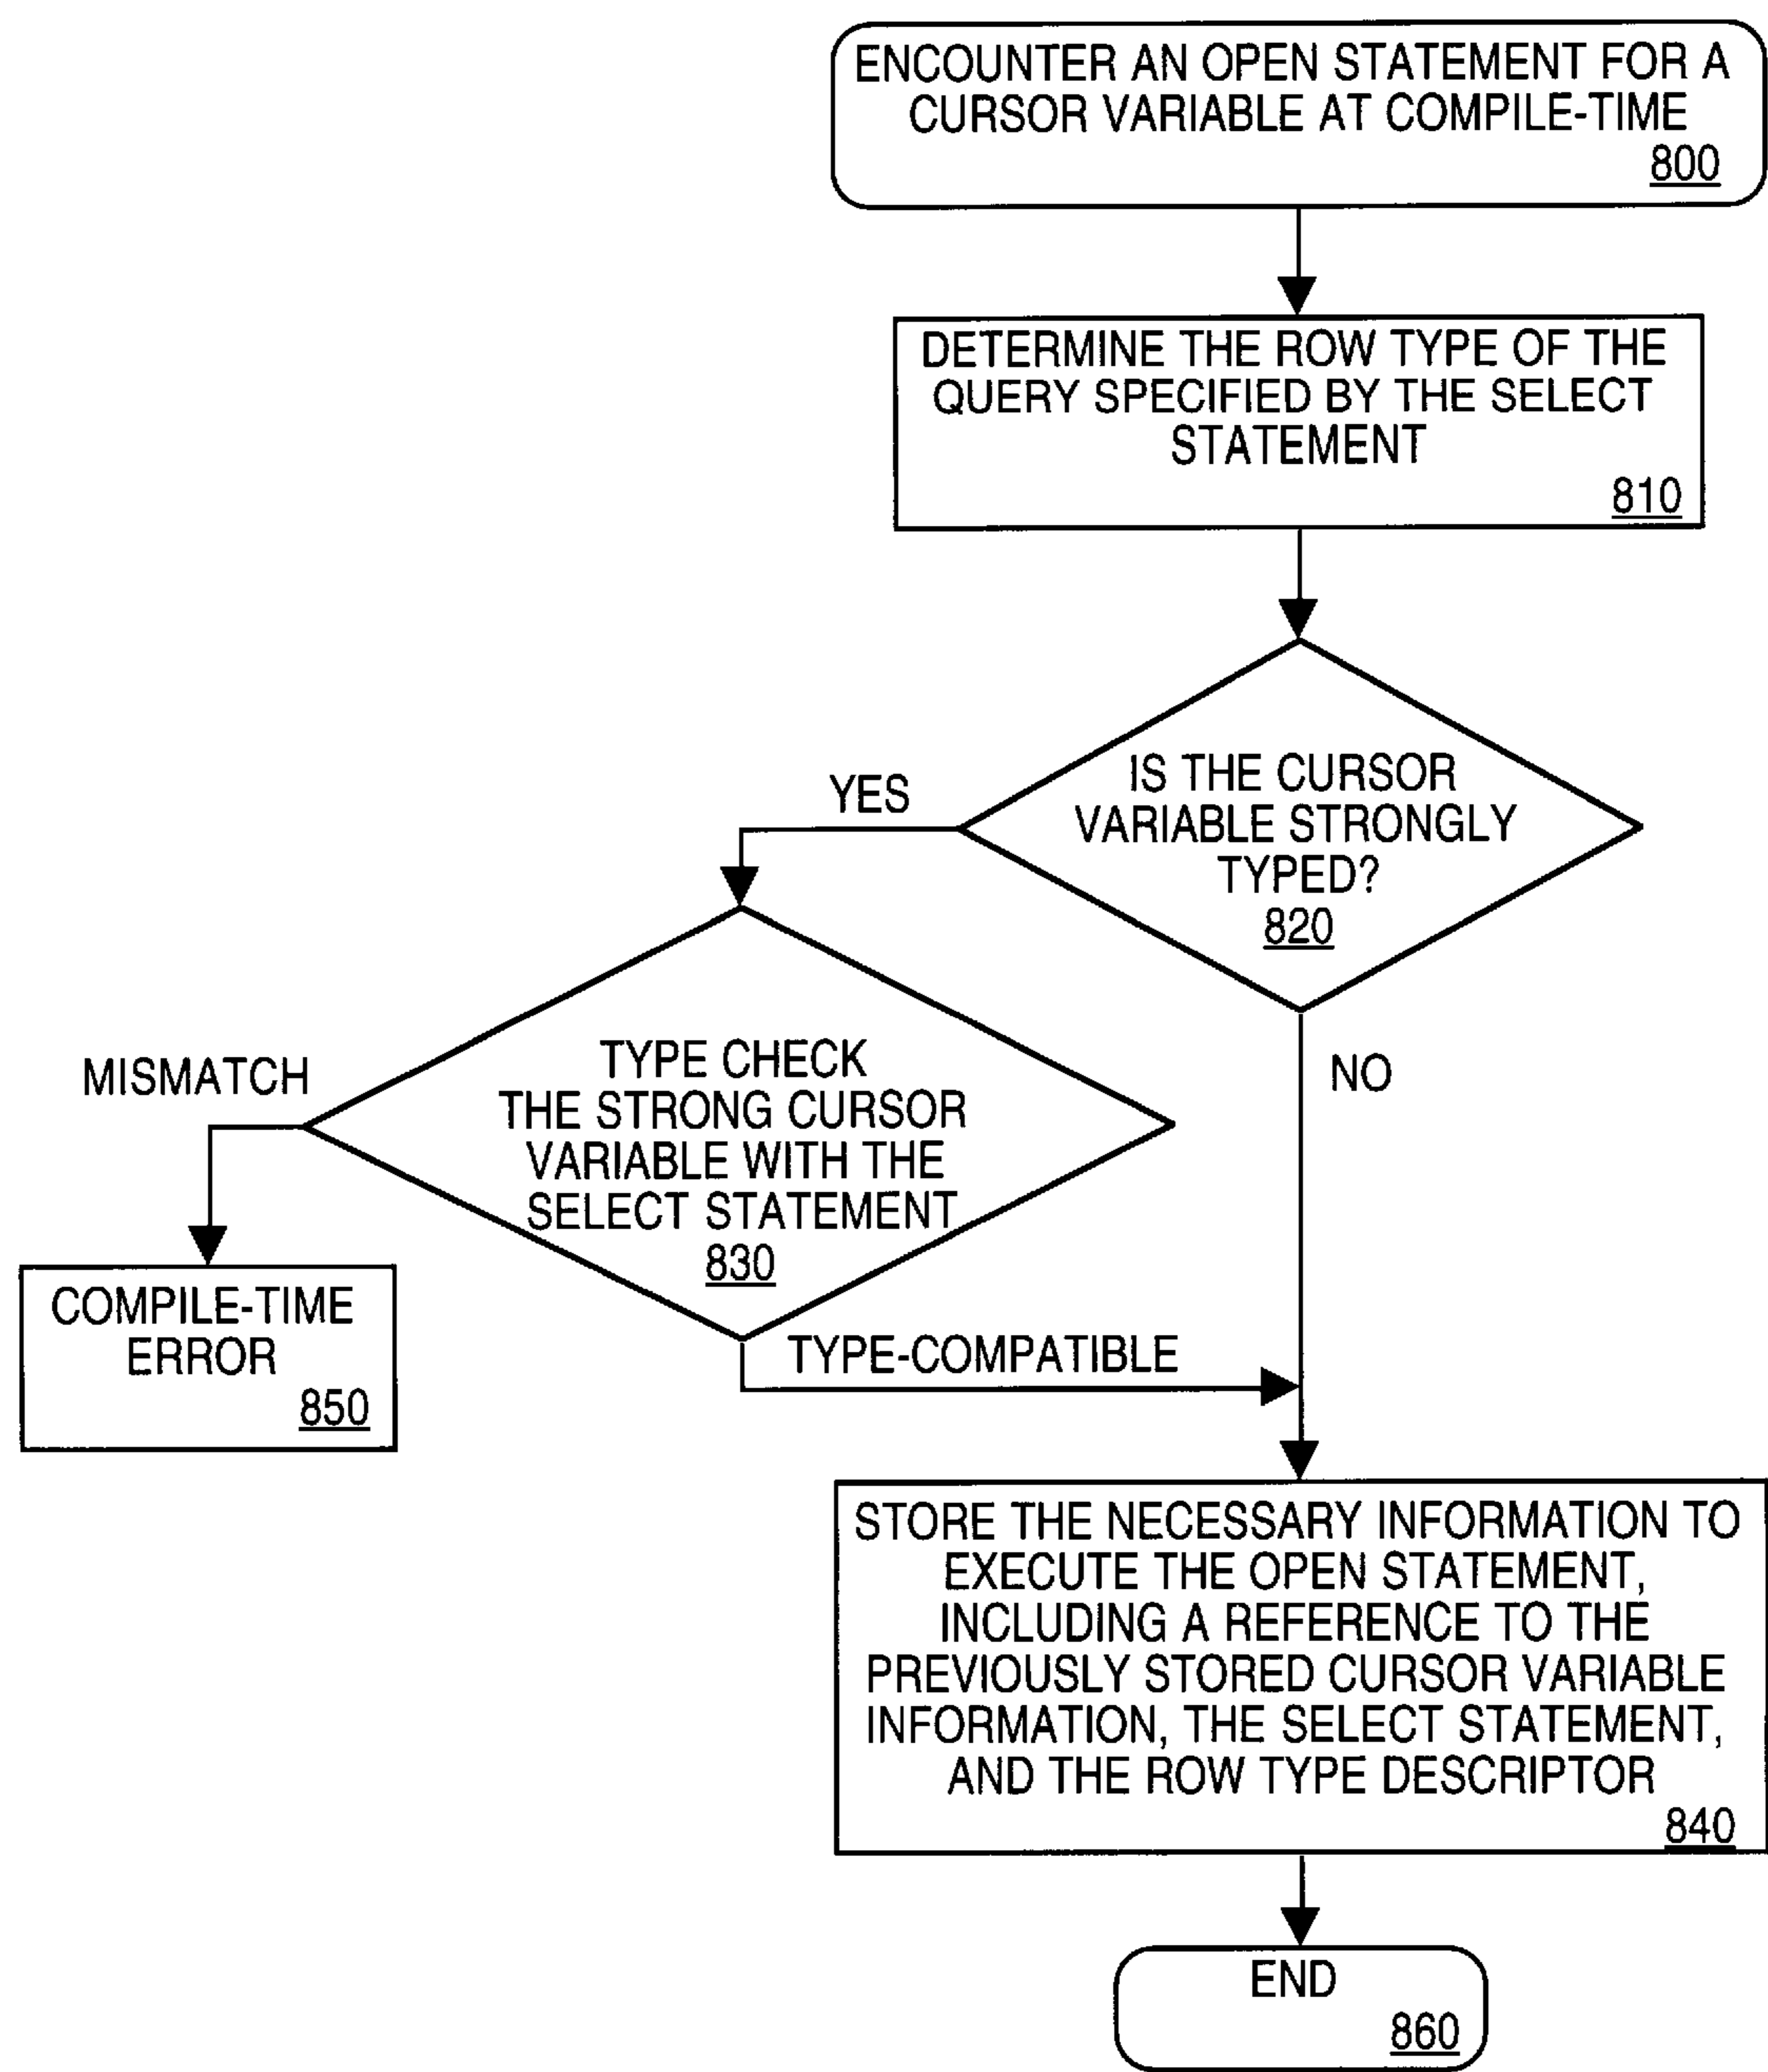 ENCOUNTER AN OPEN STATEMENT FOR A
CURSOR VARIABLE AT COMPILE-TIME
800
DETERMINE THE ROW TYPE OF THE
QUERY SPECIFIED BY THE SELECT
STATEMENT
810
IS THE CURSOR
VARIABLE STRONGLY
TYPED?
820
YES
NO
TYPE CHECK
THE STRONG CURSOR
VARIABLE WITH THE
SELECT STATEMENT
830
MISMATCH
COMPILE-TIME
ERROR
850
TYPE-COMPATIBLE
STORE THE NECESSARY INFORMATION TO
EXECUTE THE OPEN STATEMENT,
INCLUDING A REFERENCE TO THE
PREVIOUSLY STORED CURSOR VARIABLE
INFORMATION, THE SELECT STATEMENT,
AND THE ROW TYPE DESCRIPTOR
840
END
860